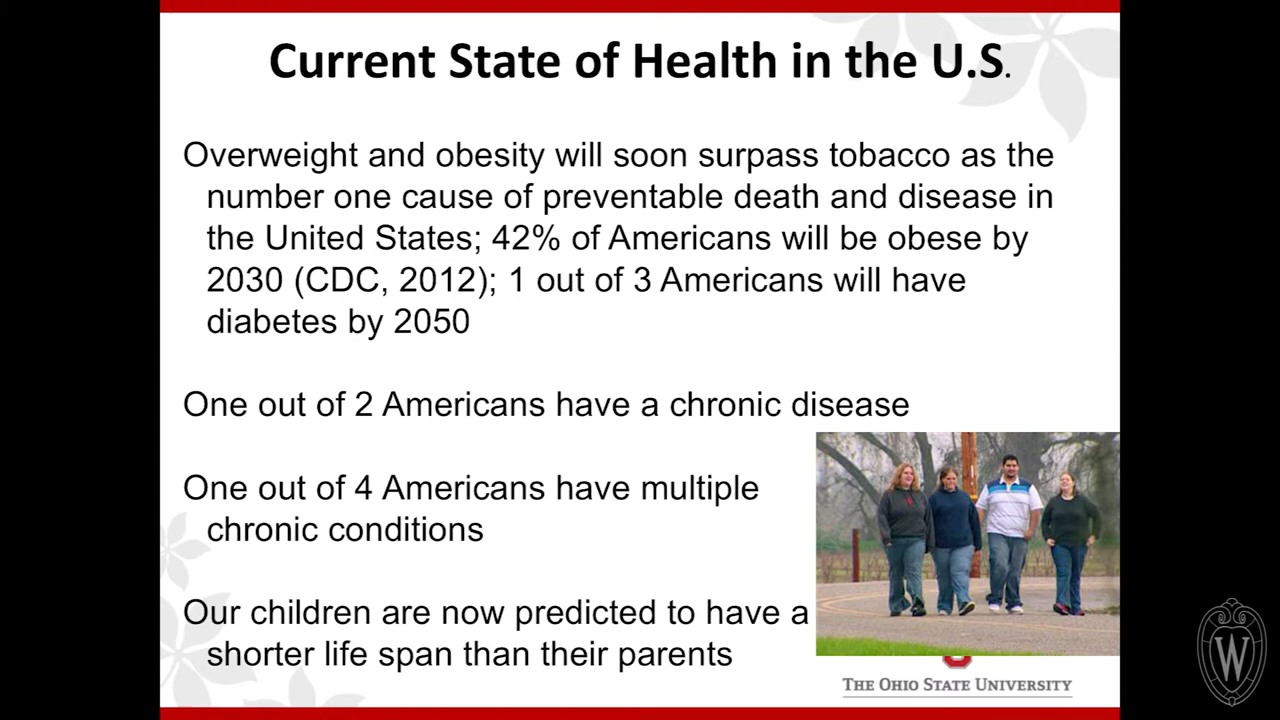 Current State of Health in the U.S.
Overweight and obesity will soon surpass tobacco as the
number one cause of preventable death and disease in
the United States; 42% of Americans will be obese by
2030 (CDC, 2012); 1 out of 3 Americans will have
diabetes by 2050
One out of 2 Americans have a chronic disease
One out of 4 Americans have multiple
chronic conditions
Our children are now predicted to have a
shorter life span than their parents
THE OHIO STATE UNIVERSITY
W